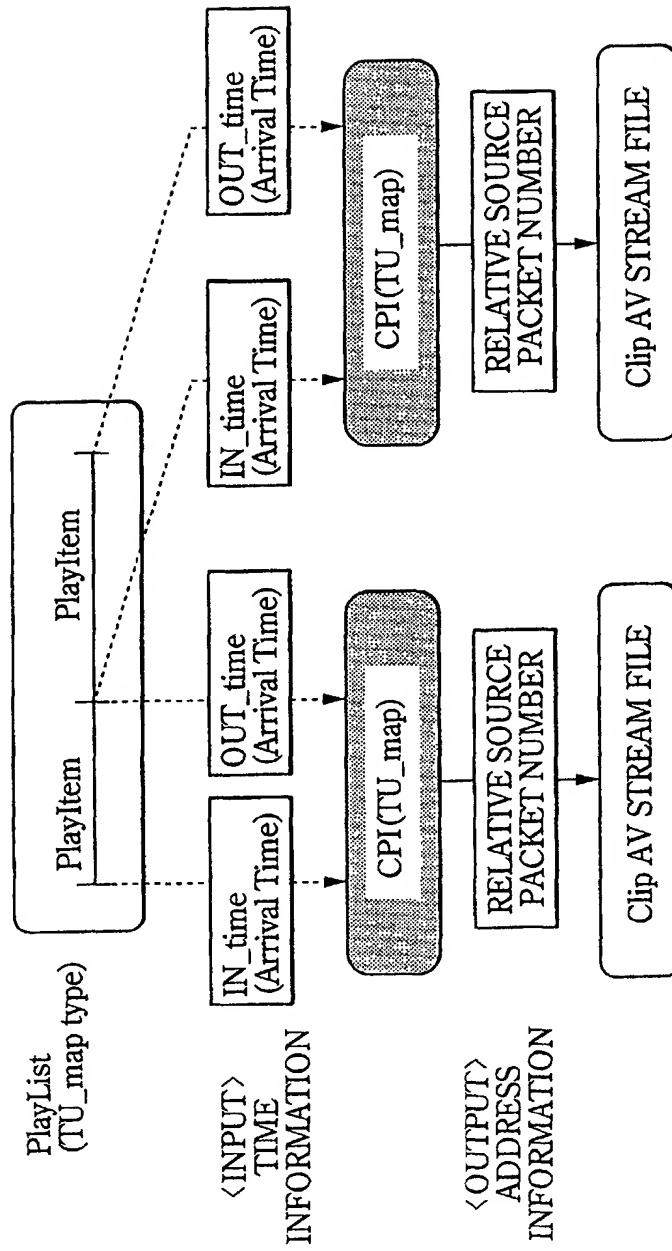 PlayList
(TU_map type)
PlayItem
PlayItem
〈INPUT〉
TIME
INFORMATION
IN_time
(Arrival Time)
OUT_time
(Arrival Time)
IN_time
(Arrival Time)
OUT_time
(Arrival Time)
CPI(TU_map)
CPI(TU_map)
〈OUTPUT〉
ADDRESS
INFORMATION
RELATIVE SOURCE
PACKET NUMBER
RELATIVE SOURCE
PACKET NUMBER
Clip AV STREAM FILE
Clip AV STREAM FILE